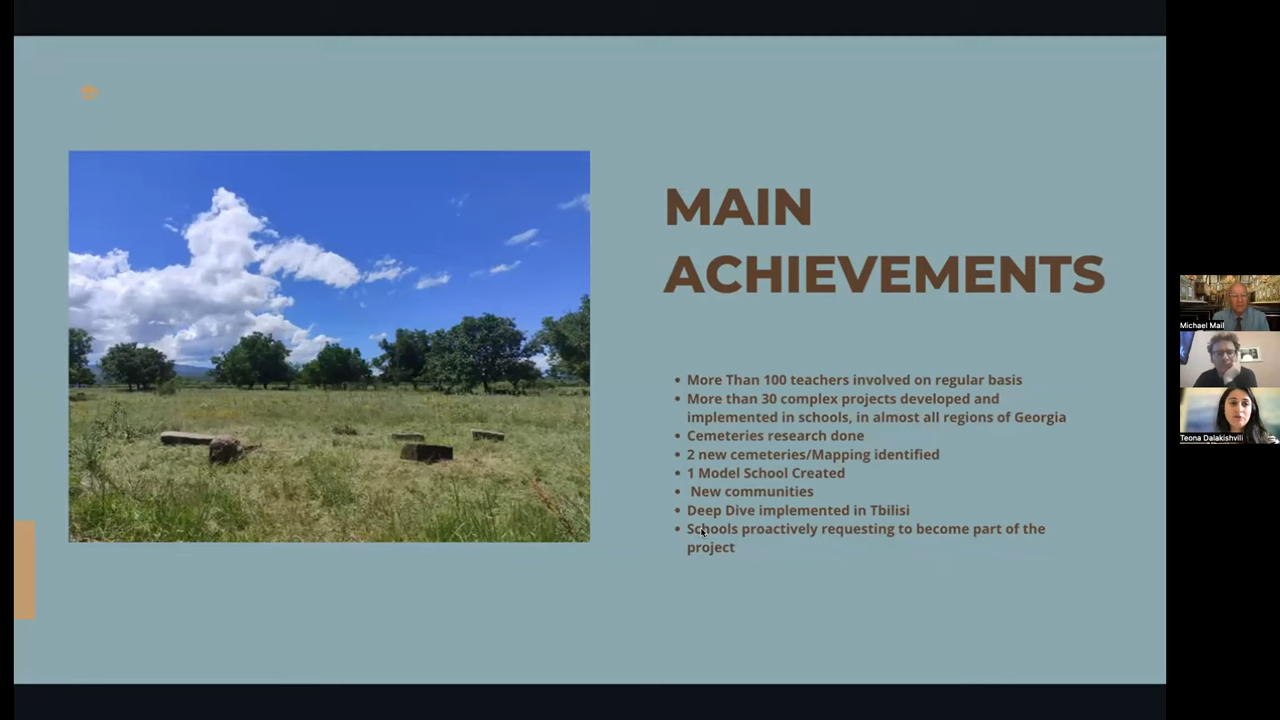 MAIN
ACHIEVEMENTS
• More Than 100 teachers involved on regular basis
• More than 30 complex projects developed and
implemented in schools, in almost all regions of Georgia
• Cemeteries research done
• 2 new cemeteries/Mapping identified
• 1 Model School Created
• New communities
• Deep Dive implemented in Tbilisi
• Schools proactively requesting to become part of the
project
Michael Mail
Teona Dalakishvili